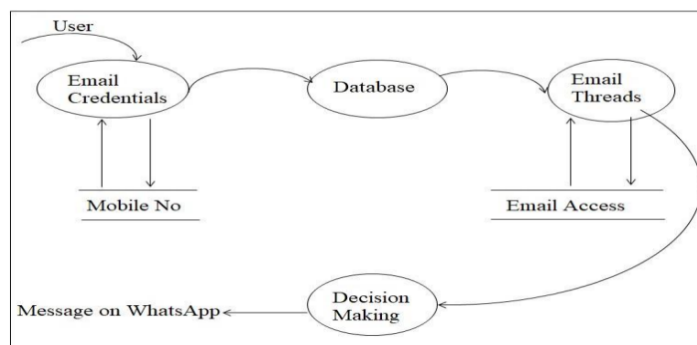 User
Email
Credentials
Database
Email
Threads
Mobile No
Email Access
Decision
Making
Message on WhatsApp